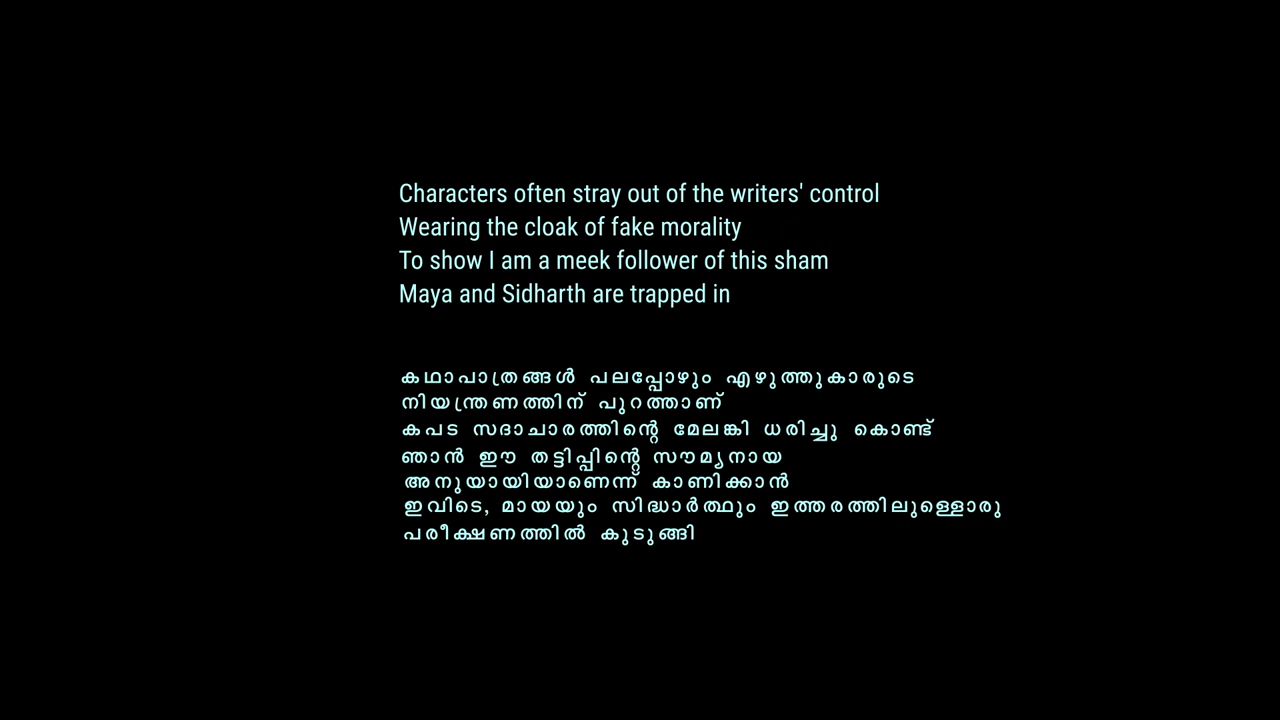 Characters often stray out of the writers' control
Wearing the cloak of fake morality
To show I am a meek follower of this sham
Maya and Sidharth are trapped in
കഥാപാത്രങ്ങൾ പലപ്പോഴും എഴുത്തുകാരുടെ
നിയന്ത്രണത്തിന് പുറത്താണ്
കപട സദാചാരത്തിന്റെ മേലങ്കി ധരിച്ചു കൊണ്ട്
ഞാൻ ഈ തട്ടിപ്പിന്റെ സൗമ്യനായ
അനുയായിയാണെന്ന് കാണിക്കാൻ
ഇവിടെ, മായയും സിദ്ധാർത്ഥും ഇത്തരത്തിലുള്ളൊരു
പരീക്ഷണത്തിൽ കുടുങ്ങി